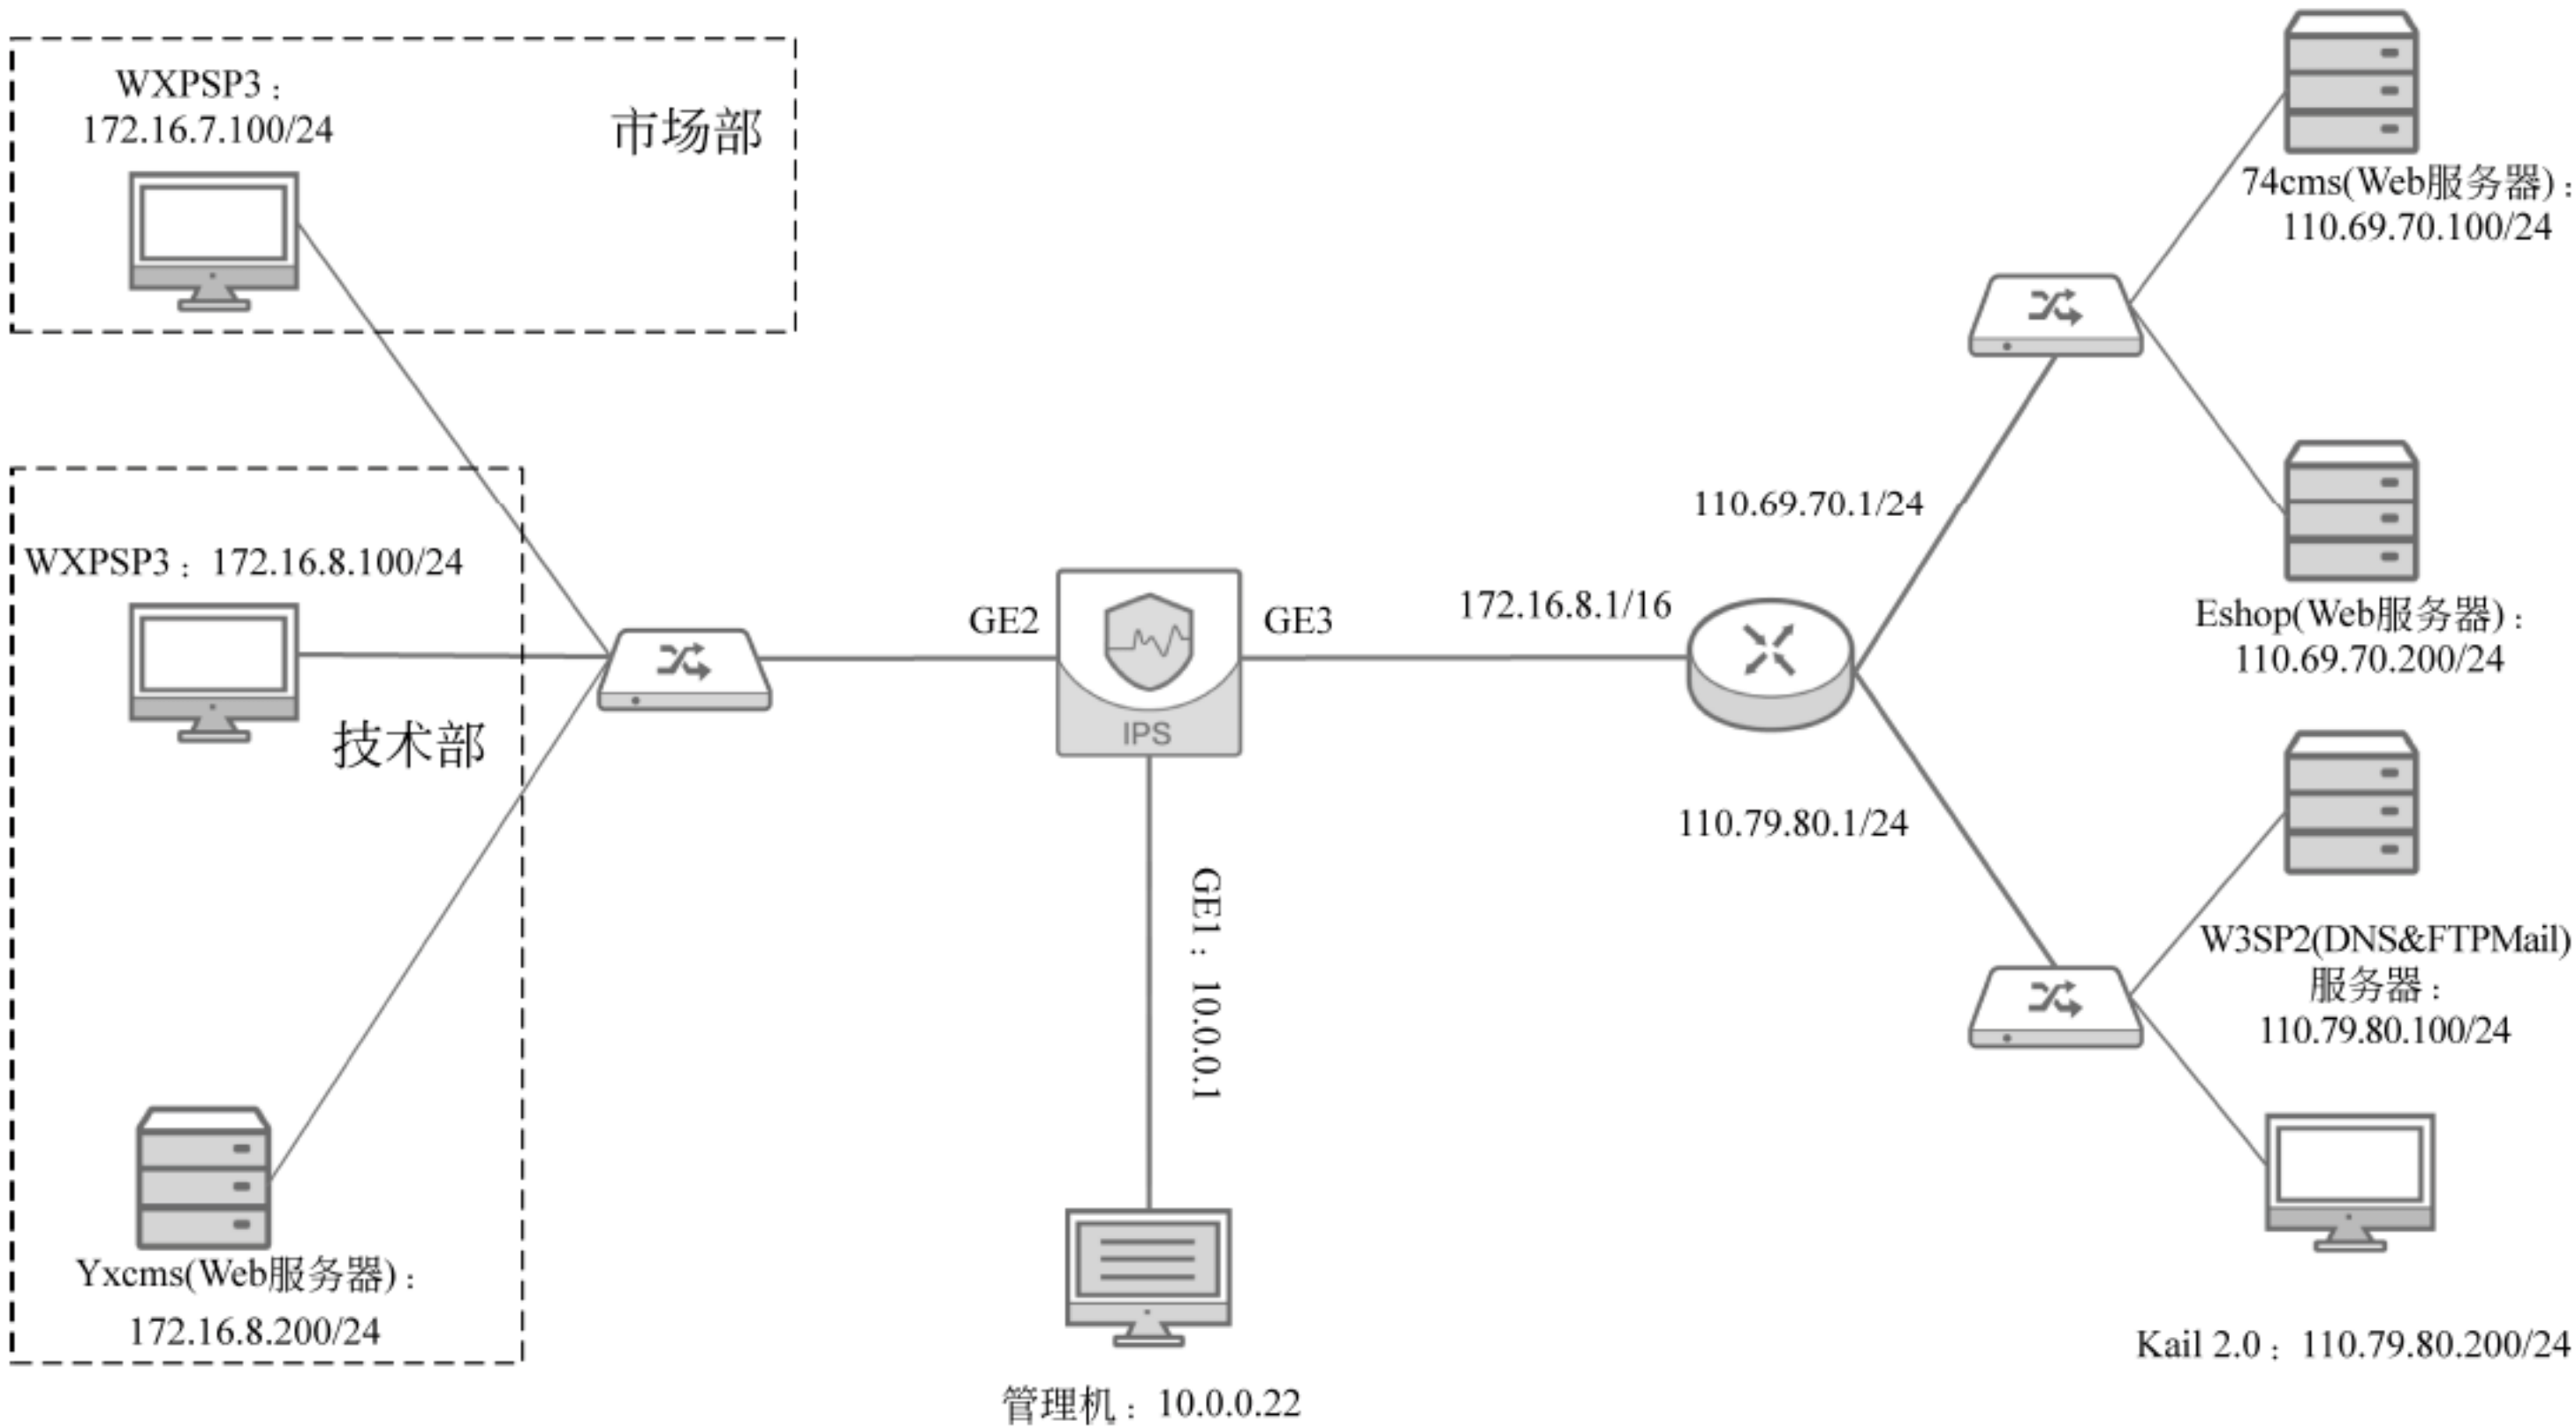 WXPSP3：
172.16.7.100/24
市场部
WXPSP3：172.16.8.100/24
技术部
Yxcms(Web服务器)：
172.16.8.200/24
GE2
IPS
GE3
GE1：10.0.0.1
管理机：10.0.0.22
172.16.8.1/16
110.69.70.1/24
110.79.80.1/24
74cms(Web服务器)：
110.69.70.100/24
Eshop(Web服务器)：
110.69.70.200/24
W3SP2(DNS&FTPMail)
服务器：
110.79.80.100/24
Kail 2.0：110.79.80.200/24